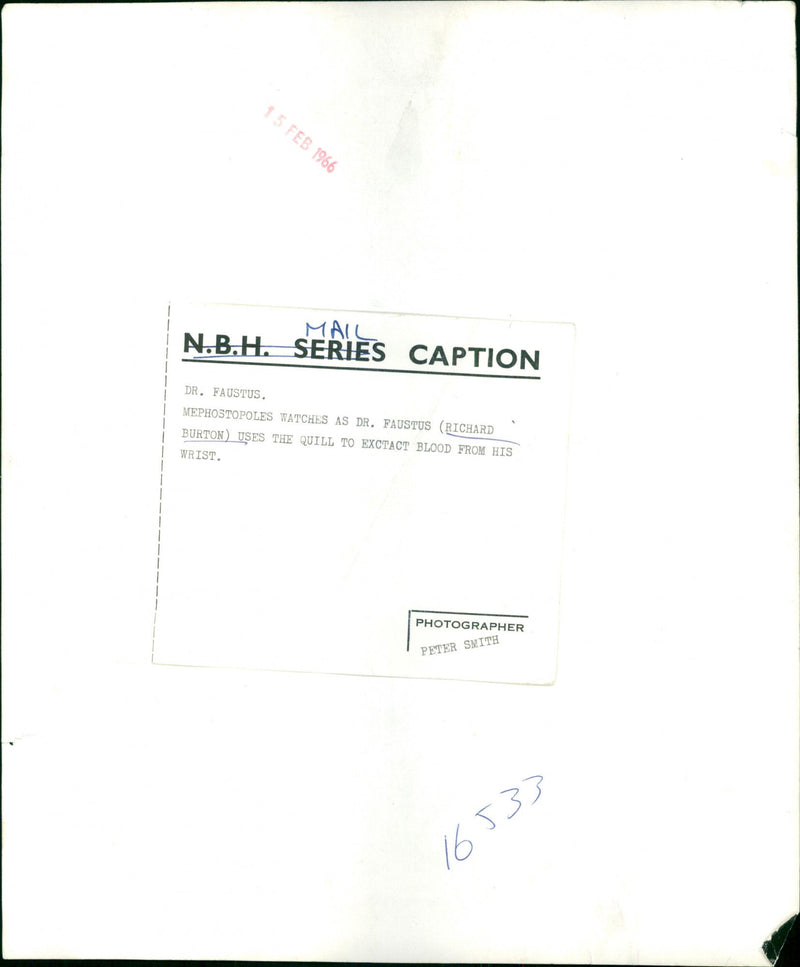 15 FEB 1966
MAIL
N.B.H. SERIES CAPTION
DR. FAUSTUS.
MEPHOSTOPOLES WATCHES AS DR. FAUSTUS (RICHARD
BURTON) USES THE QUILL TO EXCTACT BLOOD FROM HIS
WRIST.
PHOTOGRAPHER
PETER SMITH
16533